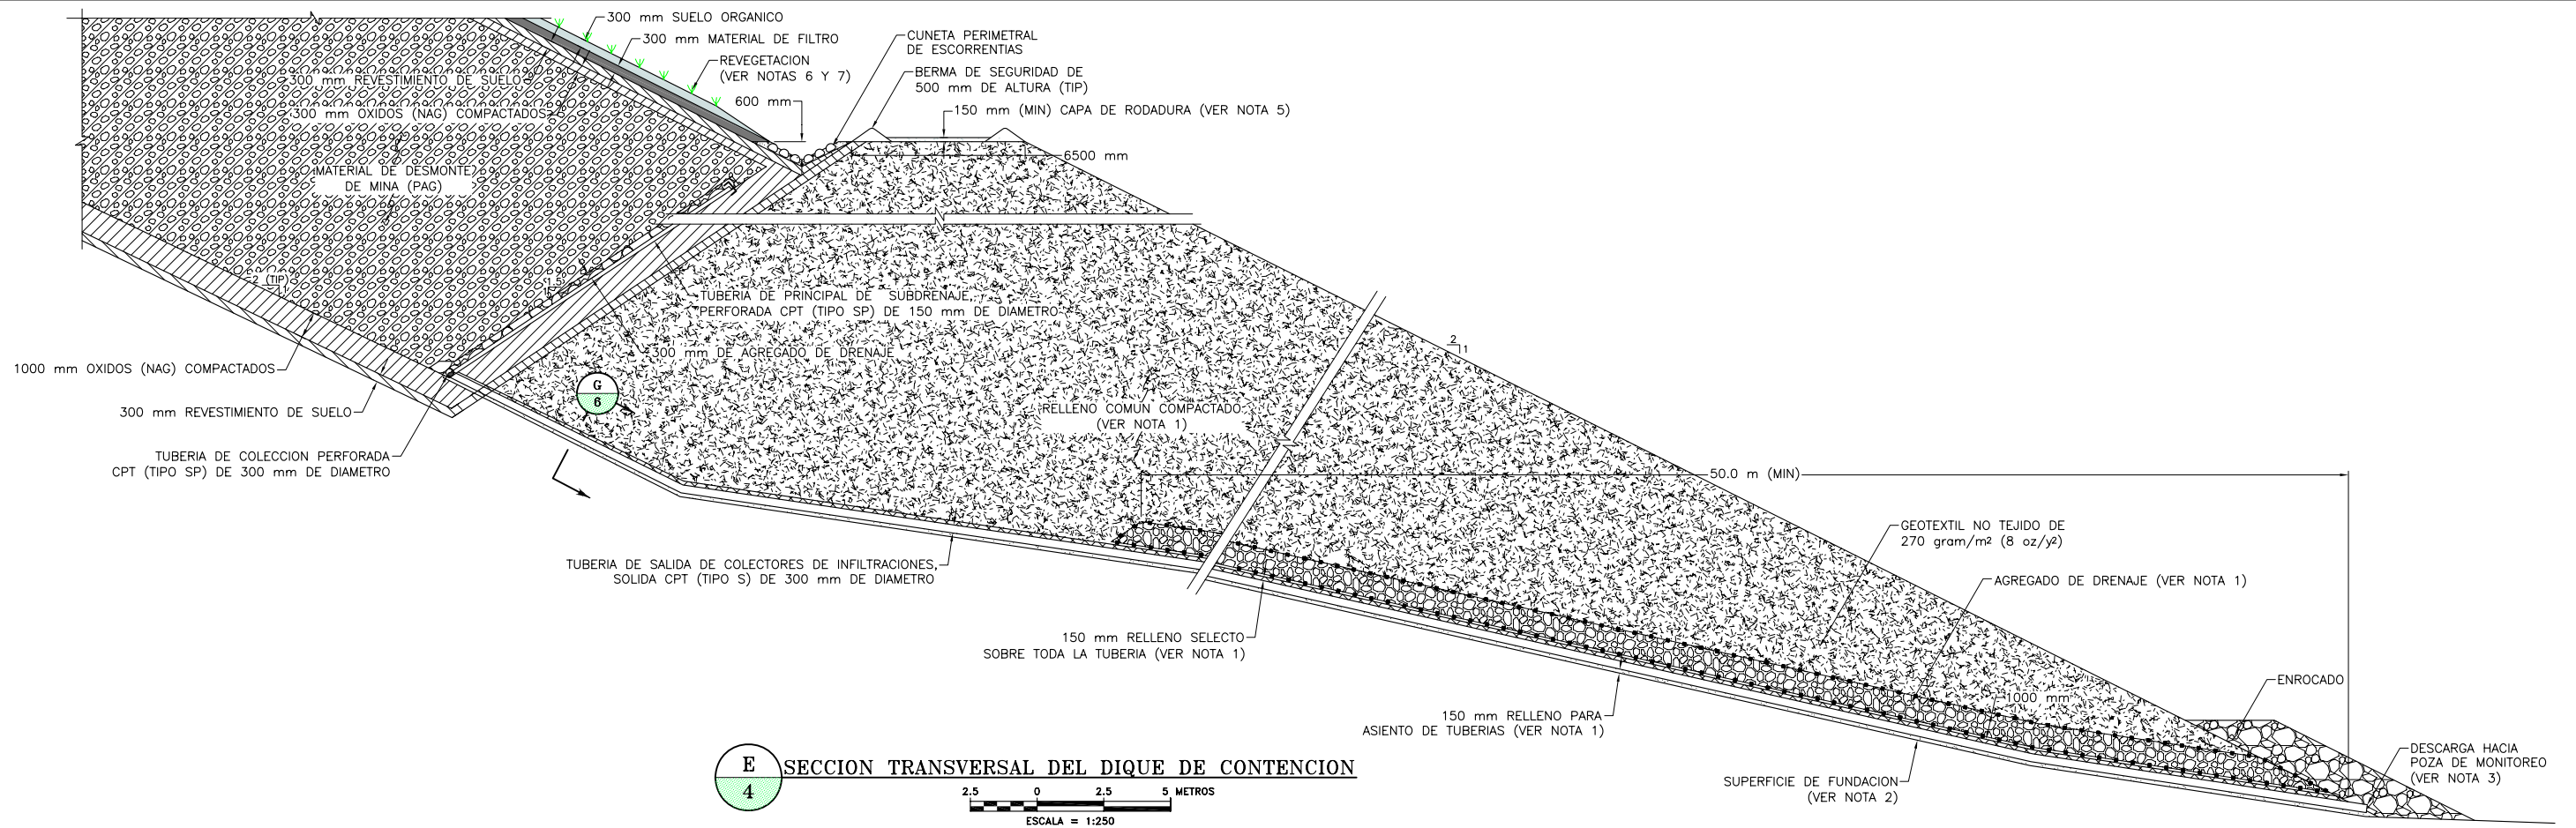 300 mm SUELO ORGANICO
300 mm MATERIAL DE FILTRO
REVEGETACION
(VER NOTAS 6 Y 7)
CUNETA PERIMETRAL
DE ESCORRENTIAS
BERMA DE SEGURIDAD DE
500 mm DE ALTURA (TIP)
300 mm REVESTIMIENTO DE SUELO
600 mm
150 mm (MIN) CAPA DE RODADURA (VER NOTA 5)
300 mm OXIDOS (NAG) COMPACTADOS
6500 mm
MATERIAL DE DESMONTE
DE MINA (PAG)
2 (TIP)
1
1.5
1
TUBERIA DE PRINCIPAL DE SUBDRENAJE,
PERFORADA CPT (TIPO SP) DE 150 mm DE DIAMETRO
300 mm DE AGREGADO DE DRENAJE
2
1
1000 mm OXIDOS (NAG) COMPACTADOS
300 mm REVESTIMIENTO DE SUELO
G
6
RELLENO COMUN COMPACTADO
(VER NOTA 1)
TUBERIA DE COLECCION PERFORADA
CPT (TIPO SP) DE 300 mm DE DIAMETRO
50.0 m (MIN)
GEOTEXTIL NO TEJIDO DE
270 gram/m² (8 oz/y²)
TUBERIA DE SALIDA DE COLECTORES DE INFILTRACIONES,
SOLIDA CPT (TIPO S) DE 300 mm DE DIAMETRO
AGREGADO DE DRENAJE (VER NOTA 1)
150 mm RELLENO SELECTO
SOBRE TODA LA TUBERIA (VER NOTA 1)
ENROCADO
1000 mm
150 mm RELLENO PARA
ASIENTO DE TUBERIAS (VER NOTA 1)
DESCARGA HACIA
POZA DE MONITOREO
(VER NOTA 3)
SUPERFICIE DE FUNDACION
(VER NOTA 2)
E
4
SECCION TRANSVERSAL DEL DIQUE DE CONTENCION
2.5 0 2.5 5 METROS
ESCALA = 1:250